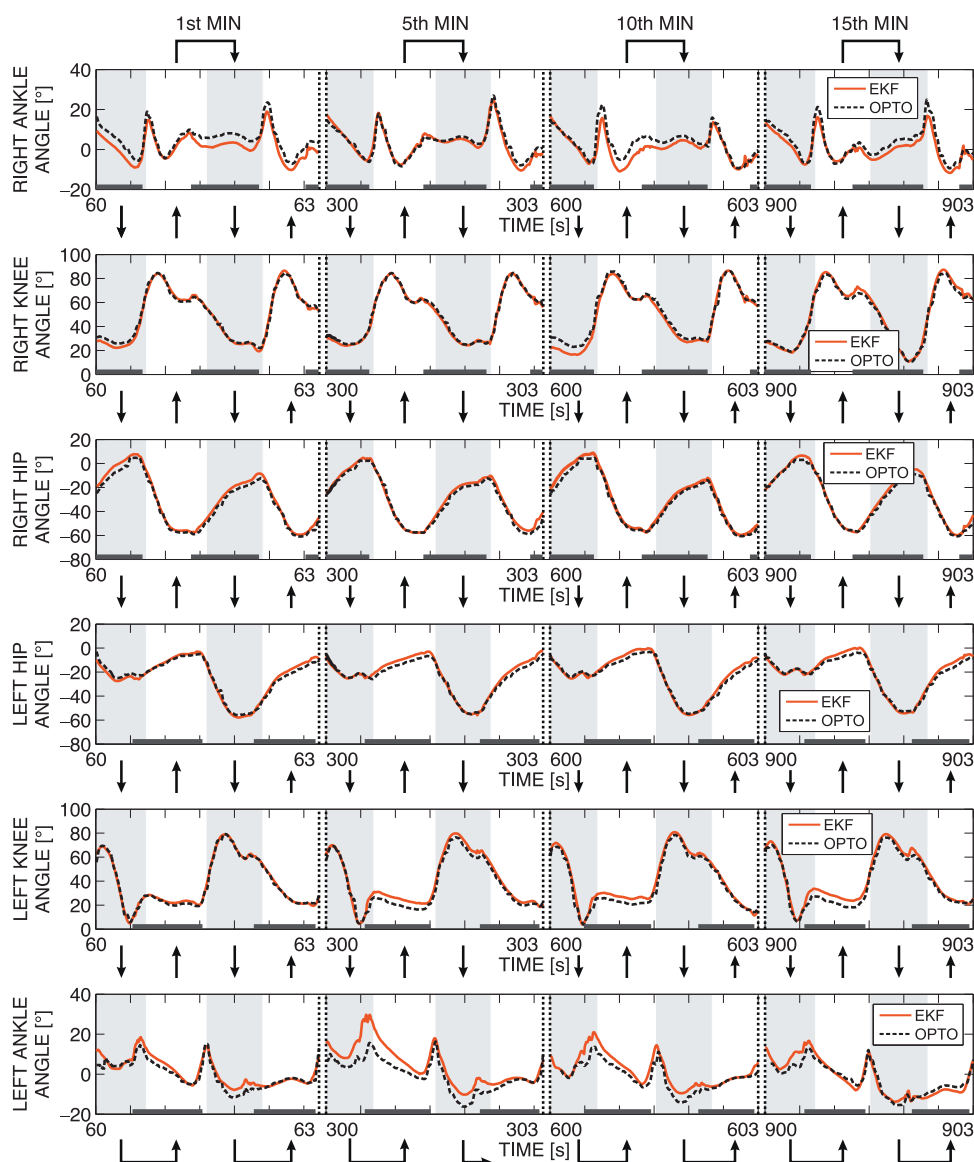 1st MIN 5th MIN 10th MIN 15th MIN
RIGHT ANKLE
ANGLE [°]
40
20
0
−20
EKF
OPTO
60 63 300 303 600 603 900 903
TIME [s]
RIGHT KNEE
ANGLE [°]
100
80
60
40
20
0
EKF
OPTO
60 63 300 303 600 603 900 903
TIME [s]
RIGHT HIP
ANGLE [°]
20
0
−20
−40
−60
−80
EKF
OPTO
60 63 300 303 600 603 900 903
TIME [s]
LEFT HIP
ANGLE [°]
20
0
−20
−40
−60
−80
EKF
OPTO
60 63 300 303 600 603 900 903
TIME [s]
LEFT KNEE
ANGLE [°]
100
80
60
40
20
0
EKF
OPTO
60 63 300 303 600 603 900 903
TIME [s]
LEFT ANKLE
ANGLE [°]
40
20
0
−20
EKF
OPTO
60 63 300 303 600 603 900 903
TIME [s]